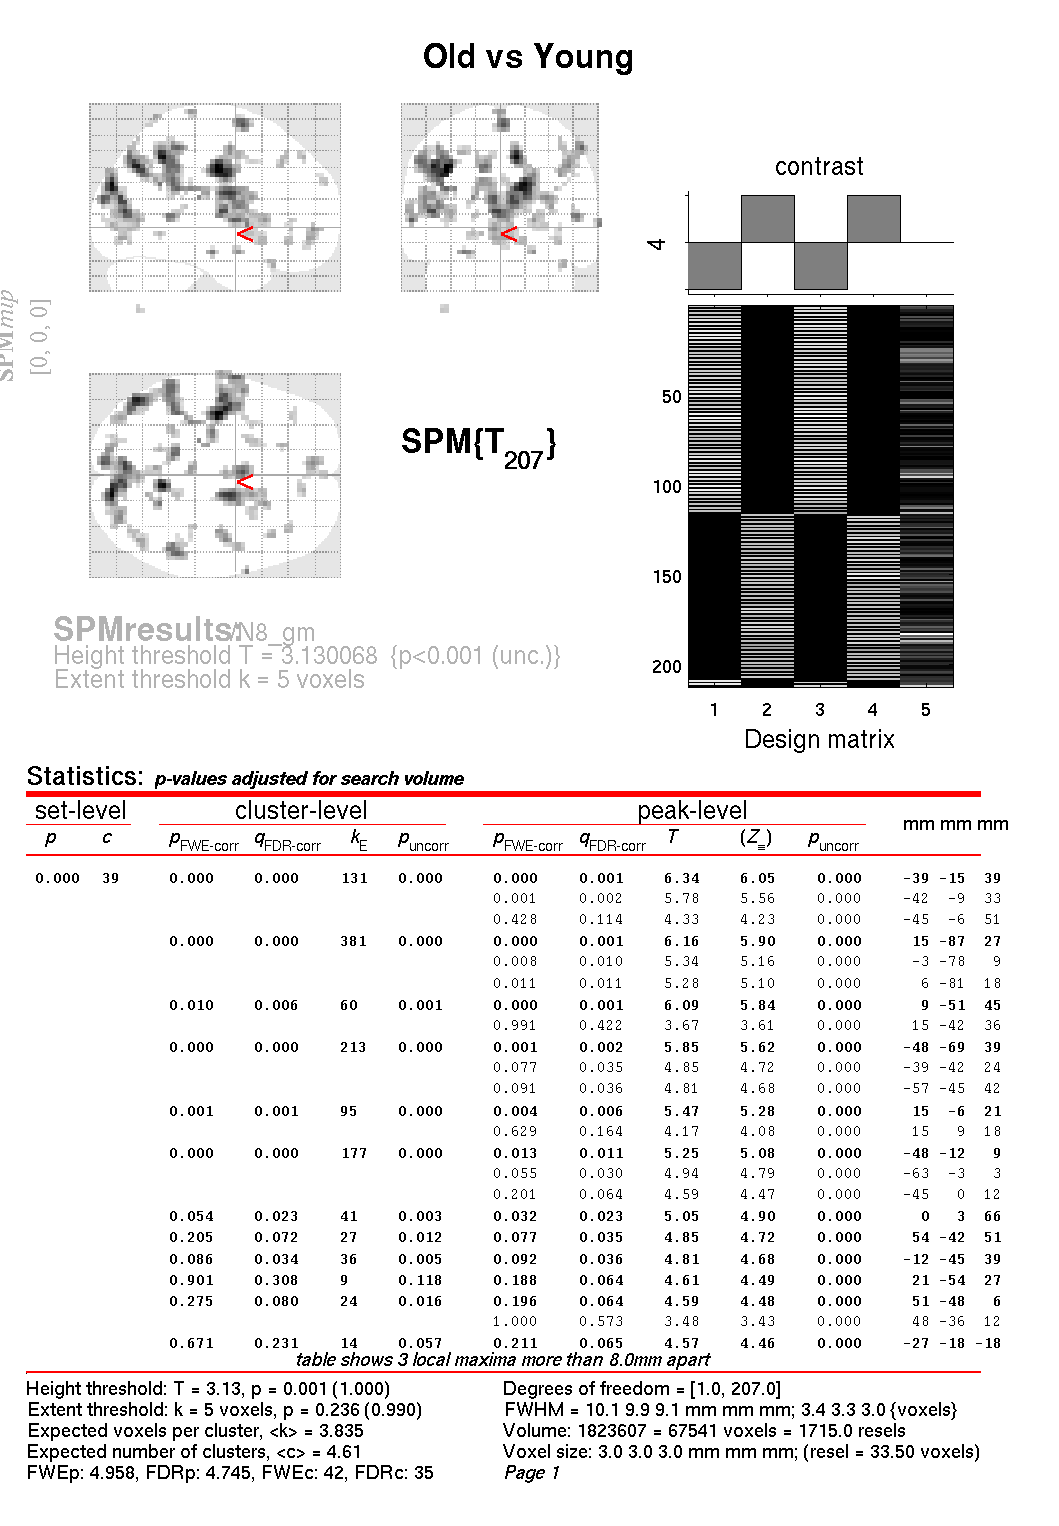 Old vs Young
contrast
4
SPMmip
[0, 0, 0]
<
<
<
SPM{T207}
50
100
150
200
1 2 3 4 5
Design matrix
SPMresults:
/N8_gm
Height threshold T = 3.130068 {p<0.001 (unc.)}
Extent threshold k = 5 voxels
Statistics: p-values adjusted for search volume
set-level cluster-level peak-level
p c pFWE-corr qFDR-corr kE puncorr pFWE-corr qFDR-corr T (Z≡) puncorr mm mm mm
0.000 39 0.000 0.000 131 0.000 0.000 0.001 6.34 6.05 0.000 -39 -15 39
0.001 0.002 5.78 5.56 0.000 -42 -9 33
0.428 0.114 4.33 4.23 0.000 -45 -6 51
0.000 0.000 381 0.000 0.000 0.001 6.16 5.90 0.000 15 -87 27
0.008 0.010 5.34 5.16 0.000 -3 -78 9
0.011 0.011 5.28 5.10 0.000 6 -81 18
0.010 0.006 60 0.001 0.000 0.001 6.09 5.84 0.000 9 -51 45
0.991 0.422 3.67 3.61 0.000 15 -42 36
0.000 0.000 213 0.000 0.001 0.002 5.85 5.62 0.000 -48 -69 39
0.077 0.035 4.85 4.72 0.000 -39 -42 24
0.091 0.036 4.81 4.68 0.000 -57 -45 42
0.001 0.001 95 0.000 0.004 0.006 5.47 5.28 0.000 15 -6 21
0.629 0.164 4.17 4.08 0.000 15 9 18
0.000 0.000 177 0.000 0.013 0.011 5.25 5.08 0.000 -48 -12 9
0.055 0.030 4.94 4.79 0.000 -63 -3 3
0.201 0.064 4.59 4.47 0.000 -45 0 12
0.054 0.023 41 0.003 0.032 0.023 5.05 4.90 0.000 0 3 66
0.205 0.072 27 0.012 0.077 0.035 4.85 4.72 0.000 54 -42 51
0.086 0.034 36 0.005 0.092 0.036 4.81 4.68 0.000 -12 -45 39
0.901 0.308 9 0.118 0.188 0.064 4.61 4.49 0.000 21 -54 27
0.275 0.080 24 0.016 0.196 0.064 4.59 4.48 0.000 51 -48 6
1.000 0.573 3.48 3.43 0.000 48 -36 12
0.671 0.231 14 0.057 0.211 0.065 4.57 4.46 0.000 -27 -18 -18
table shows 3 local maxima more than 8.0mm apart
Height threshold: T = 3.13, p = 0.001 (1.000)
Extent threshold: k = 5 voxels, p = 0.236 (0.990)
Expected voxels per cluster, <k> = 3.835
Expected number of clusters, <c> = 4.61
FWEp: 4.958, FDRp: 4.745, FWEc: 42, FDRc: 35
Degrees of freedom = [1.0, 207.0]
FWHM = 10.1 9.9 9.1 mm mm mm; 3.4 3.3 3.0 {voxels}
Volume: 1823607 = 67541 voxels = 1715.0 resels
Voxel size: 3.0 3.0 3.0 mm mm mm; (resel = 33.50 voxels)
Page 1